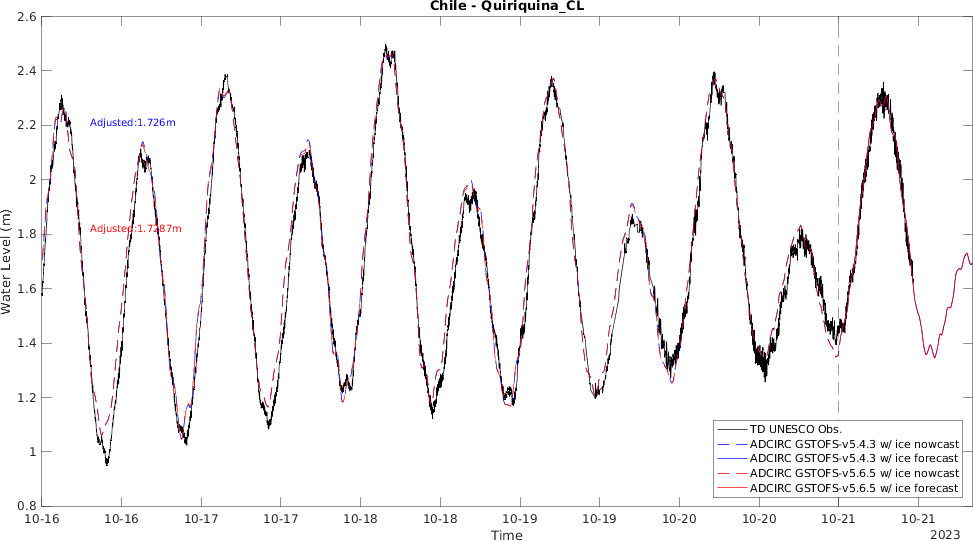 Chile - Quiriquina_CL
2.6
2.4
2.2
2
1.8
1.6
1.4
1.2
1
0.8
Water Level (m)
Adjusted:1.726m
Adjusted:1.7287m
TD UNESCO Obs.
ADCIRC GSTOFS-v5.4.3 w/ ice nowcast
ADCIRC GSTOFS-v5.4.3 w/ ice forecast
ADCIRC GSTOFS-v5.6.5 w/ ice nowcast
ADCIRC GSTOFS-v5.6.5 w/ ice forecast
10-16 10-16 10-17 10-17 10-18 10-18 10-19 10-19 10-20 10-20 10-21 10-21
Time
2023